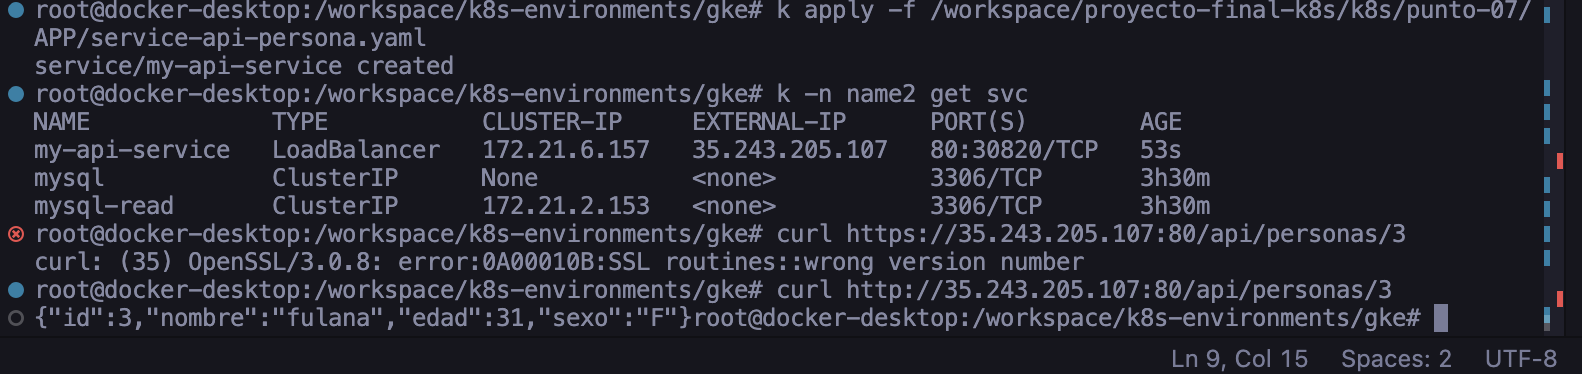 root@docker-desktop:/workspace/k8s-environments/gke# k apply -f /workspace/proyecto-final-k8s/k8s/punto-07/
APP/service-api-persona.yaml
service/my-api-service created
root@docker-desktop:/workspace/k8s-environments/gke# k -n name2 get svc
NAME TYPE CLUSTER-IP EXTERNAL-IP PORT(S) AGE
my-api-service LoadBalancer 172.21.6.157 35.243.205.107 80:30820/TCP 53s
mysql ClusterIP None <none> 3306/TCP 3h30m
mysql-read ClusterIP 172.21.2.153 <none> 3306/TCP 3h30m
root@docker-desktop:/workspace/k8s-environments/gke# curl https://35.243.205.107:80/api/personas/3
curl: (35) OpenSSL/3.0.8: error:0A00010B:SSL routines::wrong version number
root@docker-desktop:/workspace/k8s-environments/gke# curl http://35.243.205.107:80/api/personas/3
{"id":3,"nombre":"fulana","edad":31,"sexo":"F"}root@docker-desktop:/workspace/k8s-environments/gke#
Ln 9, Col 15 Spaces: 2 UTF-8